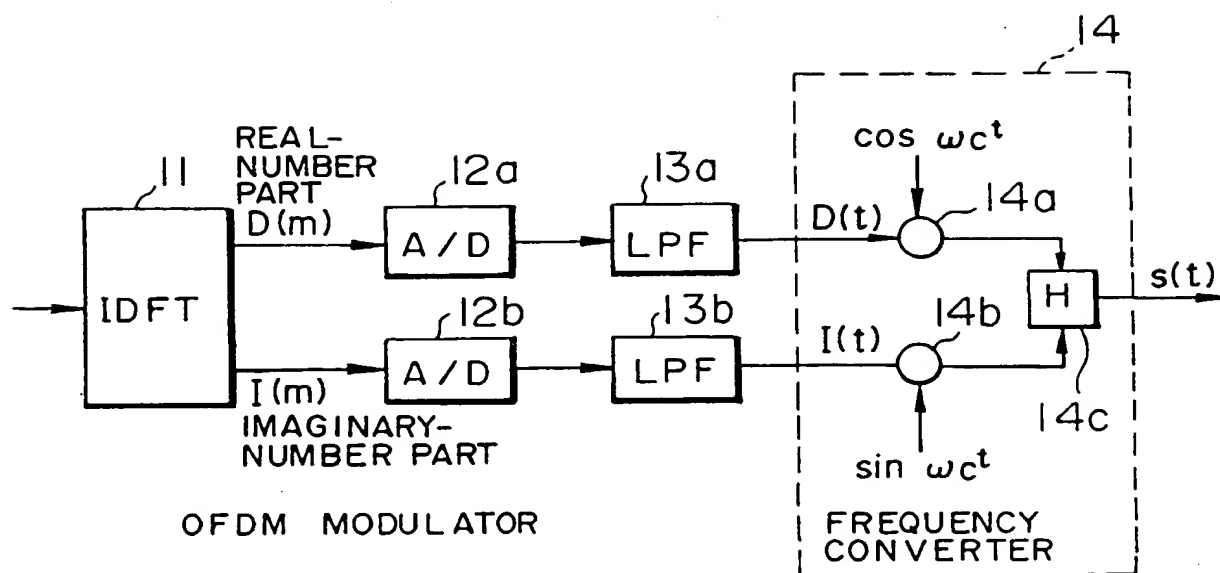 14
cos ωct
REAL-
NUMBER
PART
11
D(m)
12a
13a
D(t)
14a
A/D
LPF
IDFT
H
s(t)
12b
13b
I(t)
14b
A/D
LPF
I(m)
14c
IMAGINARY-
NUMBER PART
sin ωct
OFDM MODULATOR
FREQUENCY
CONVERTER